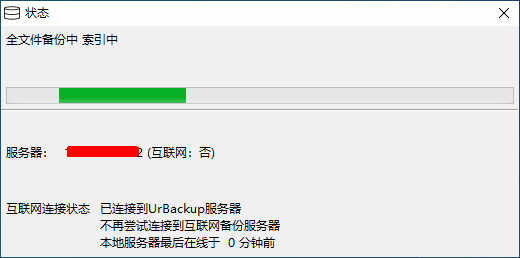 状态
全文件备份中 索引中
服务器： 2 (互联网：否)
互联网连接状态 已连接到UrBackup服务器
不再尝试连接到互联网备份服务器
本地服务器最后在线于 0 分钟前